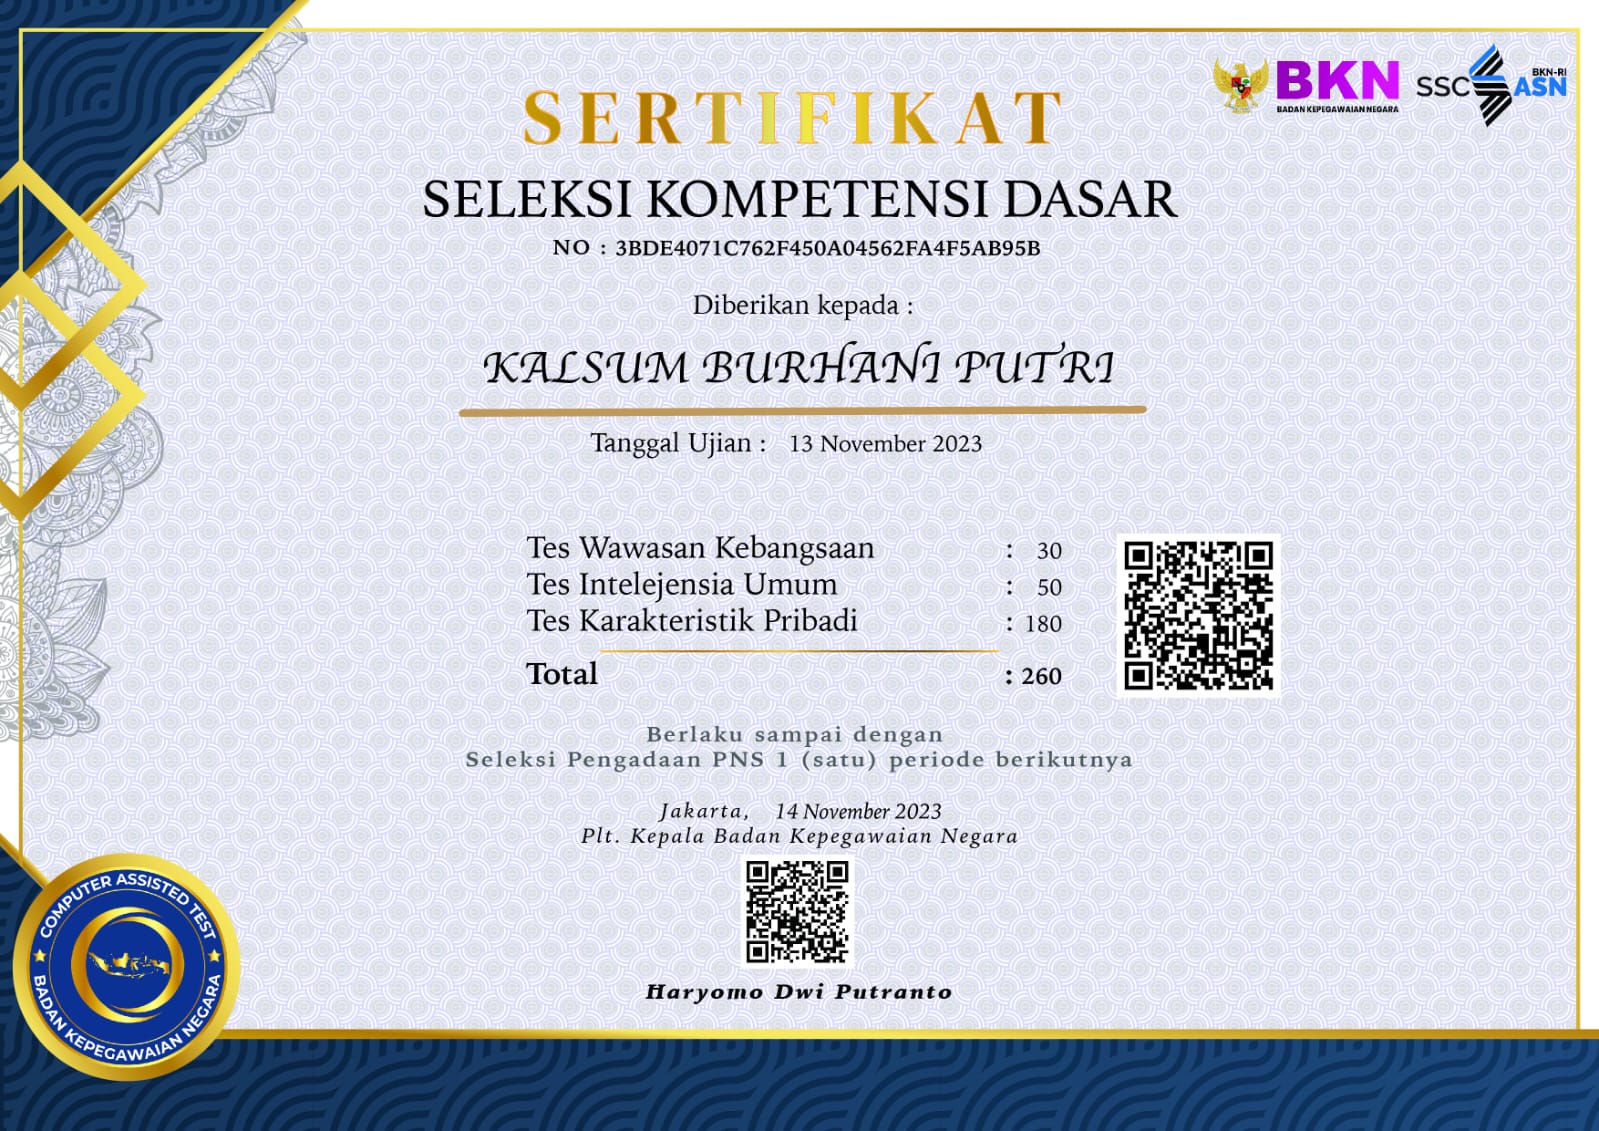 BKN
BADAN KEPEGAWAIAN NEGARA
SSC
BKN-RI
ASN
SERTIFIKAT
SELEKSI KOMPETENSI DASAR
NO : 3BDE4071C762F450A04562FA4F5AB95B
Diberikan kepada :
KALSUM BURHANI PUTRI
Tanggal Ujian : 13 November 2023
Tes Wawasan Kebangsaan : 30
Tes Intelejensia Umum : 50
Tes Karakteristik Pribadi : 180
Total : 260
Berlaku sampai dengan
Seleksi Pengadaan PNS 1 (satu) periode berikutnya
Jakarta, 14 November 2023
Plt. Kepala Badan Kepegawaian Negara
Haryomo Dwi Putranto
COMPUTER ASSISTED TEST
BADAN KEPEGAWAIAN NEGARA